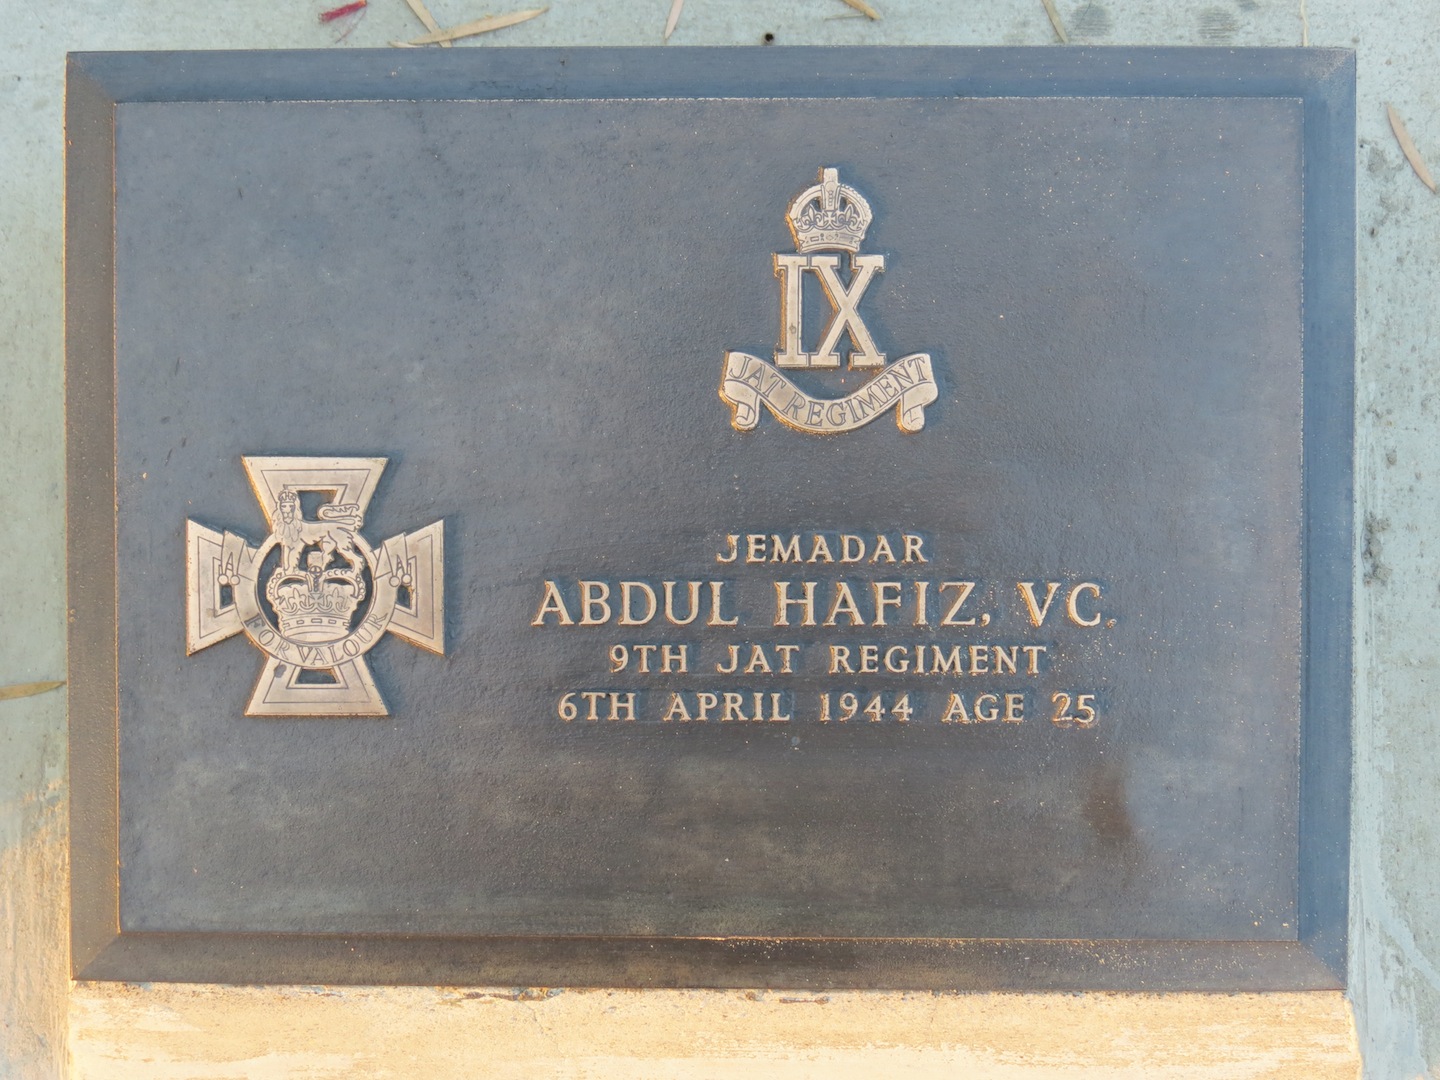 IX
JAT REGIMENT
FOR VALOUR
JEMADAR
ABDUL HAFIZ, VC.
9TH JAT REGIMENT
6TH APRIL 1944 AGE 25